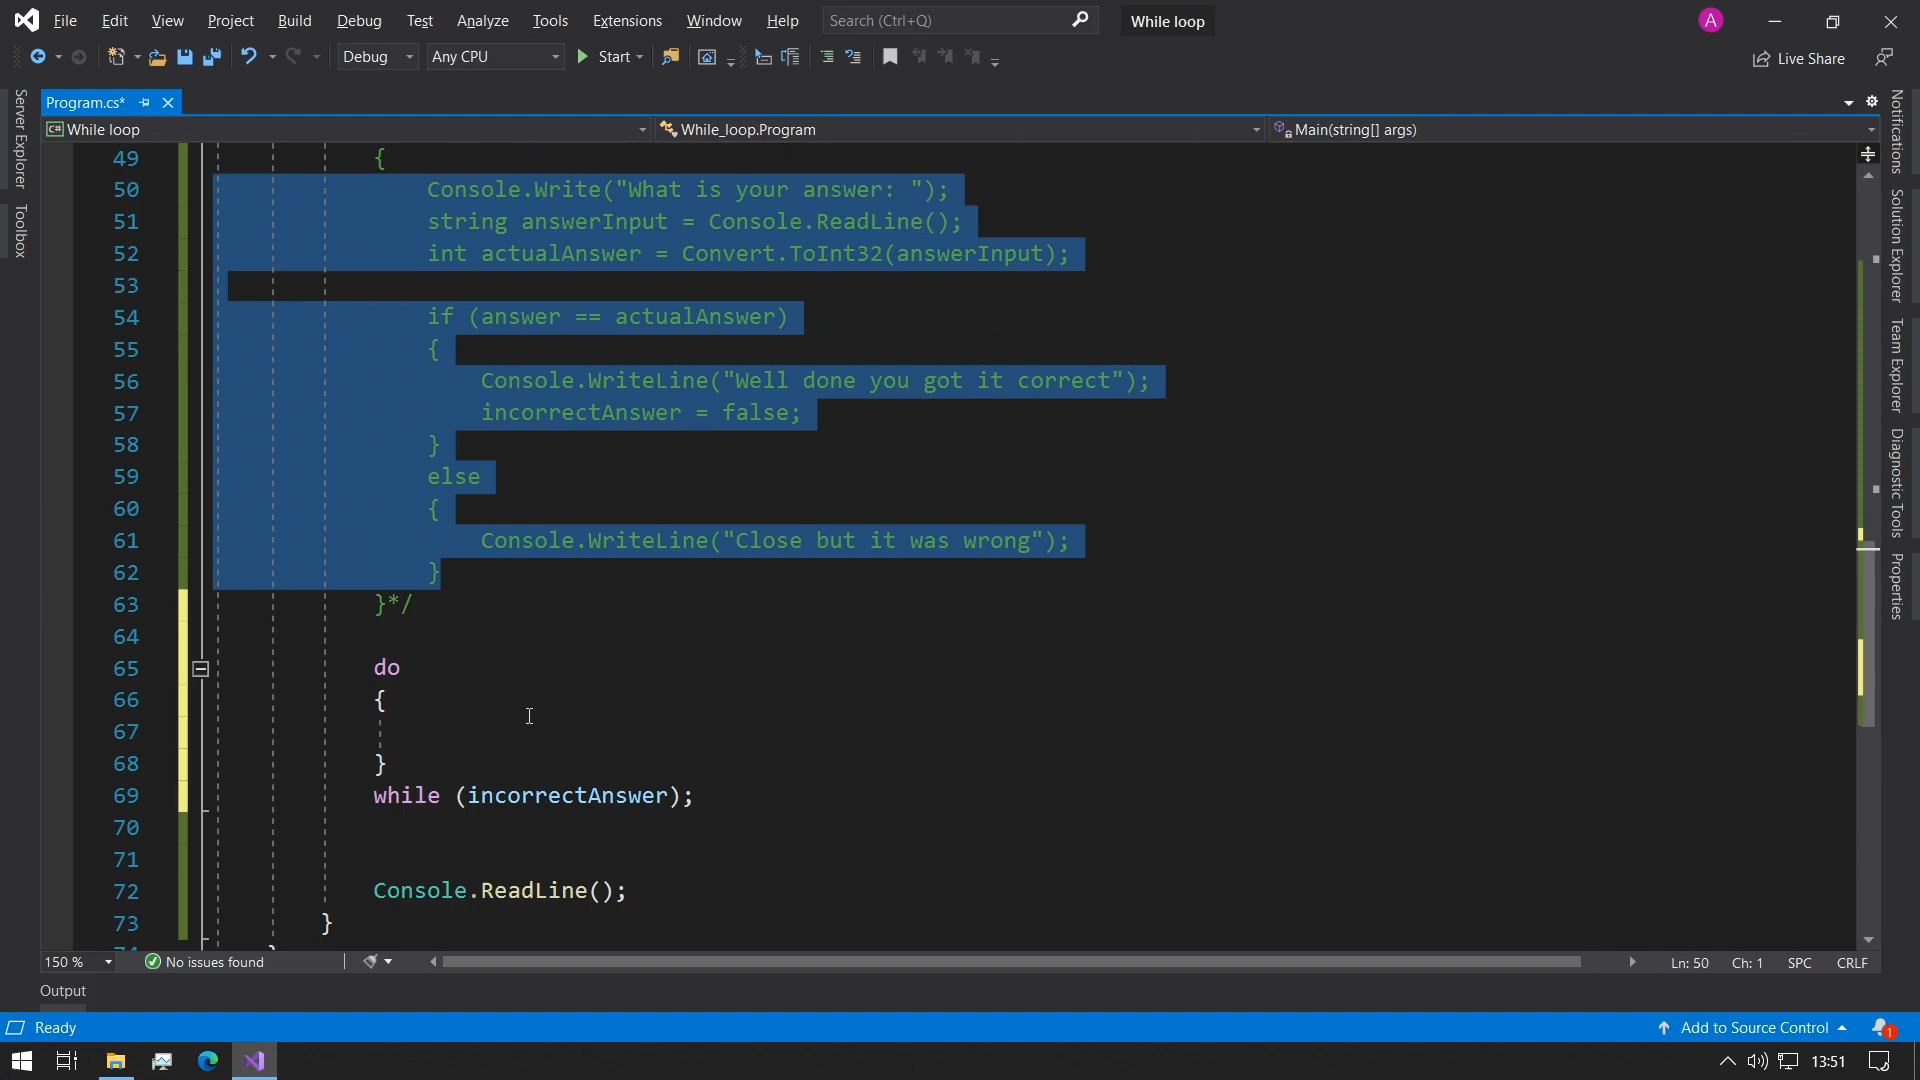 File Edit View Project Build Debug Test Analyze Tools Extensions Window Help Search (Ctrl+Q) While loop A
Debug Any CPU Start Live Share
Program.cs*
C# While loop While_loop.Program Main(string[] args)
49 {
50 Console.Write("What is your answer: ");
51 string answerInput = Console.ReadLine();
52 int actualAnswer = Convert.ToInt32(answerInput);
53
54 if (answer == actualAnswer)
55 {
56 Console.WriteLine("Well done you got it correct");
57 incorrectAnswer = false;
58 }
59 else
60 {
61 Console.WriteLine("Close but it was wrong");
62 }
63 }*/
64
65 do
66 {
67
68 }
69 while (incorrectAnswer);
70
71
72 Console.ReadLine();
73 }
Server Explorer
Toolbox
Notifications
Solution Explorer
Team Explorer
Diagnostic Tools
Properties
150 % No issues found Ln: 50 Ch: 1 SPC CRLF
Output
Ready Add to Source Control 1
13:51